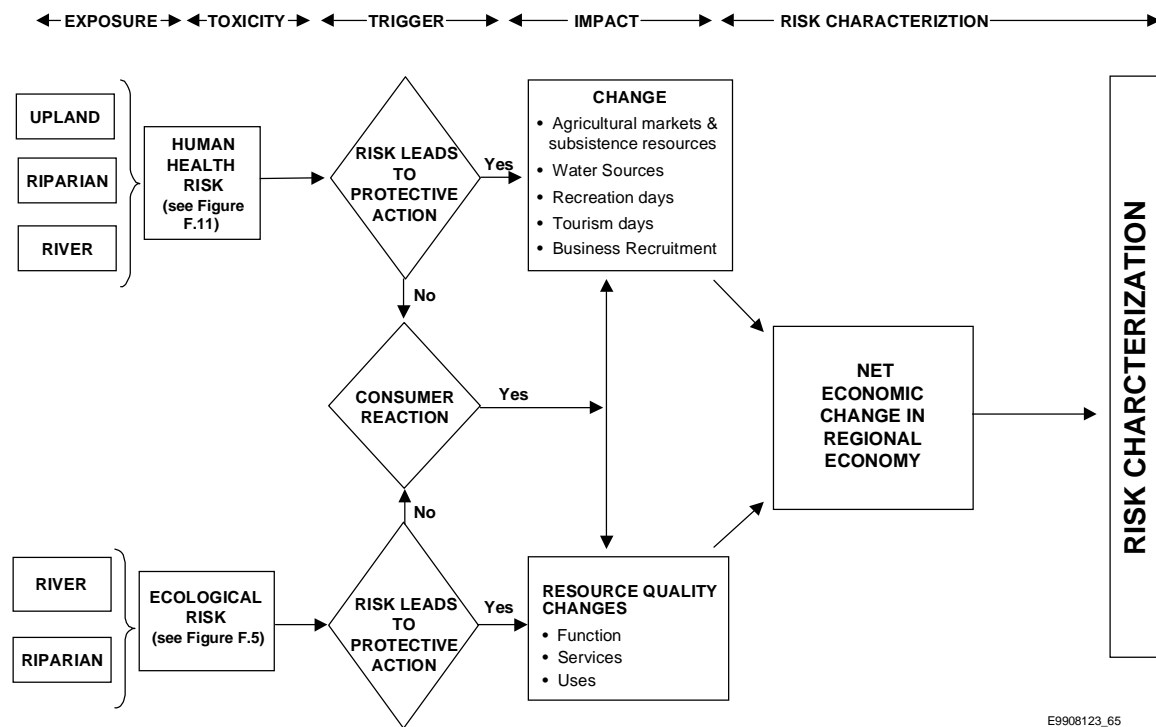 EXPOSURE TOXICITY TRIGGER IMPACT RISK CHARACTERIZTION
UPLAND
RIPARIAN
RIVER
HUMAN
HEALTH
RISK
(see Figure
F.11)
RISK LEADS
TO
PROTECTIVE
ACTION
Yes
No
CHANGE
• Agricultural markets &
subsistence resources
• Water Sources
• Recreation days
• Tourism days
• Business Recruitment
CONSUMER
REACTION
Yes
NET
ECONOMIC
CHANGE IN
REGIONAL
ECONOMY
RISK CHARCTERIZATION
No
RIVER
RIPARIAN
ECOLOGICAL
RISK
(see Figure F.5)
RISK LEADS
TO
PROTECTIVE
ACTION
Yes
RESOURCE QUALITY
CHANGES
• Function
• Services
• Uses
E9908123_65